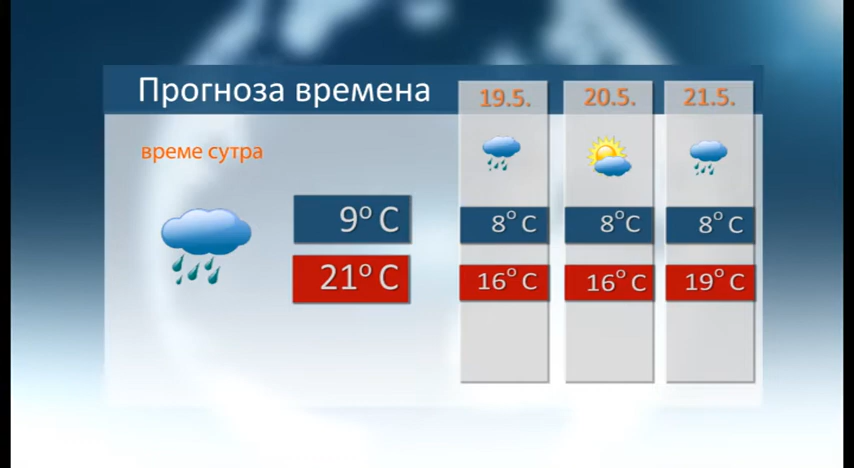 Прогноза времена
време сутра
9° C
21° C
19.5.
8° C
16° C
20.5.
8°C
16° C
21.5.
8° C
19° C